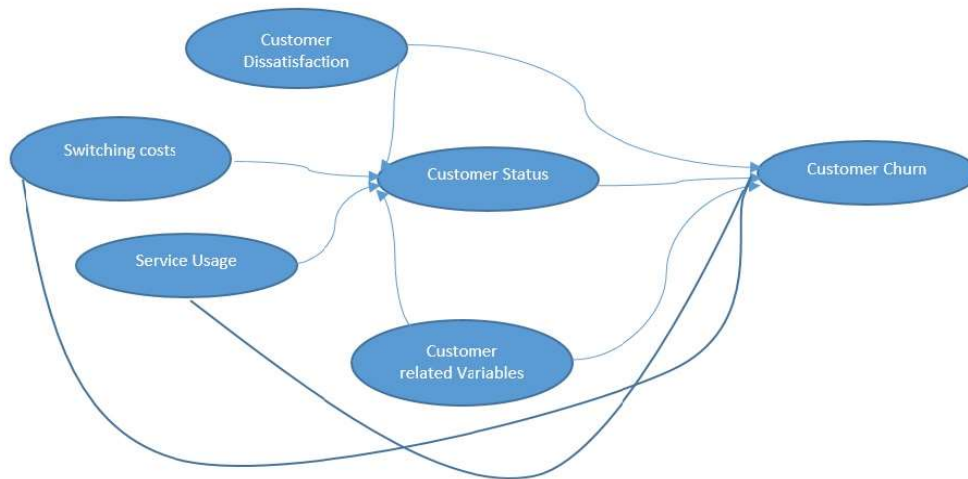 Customer
Dissatisfaction
Switching costs
Customer Status
Customer Churn
Service Usage
Customer
related Variables